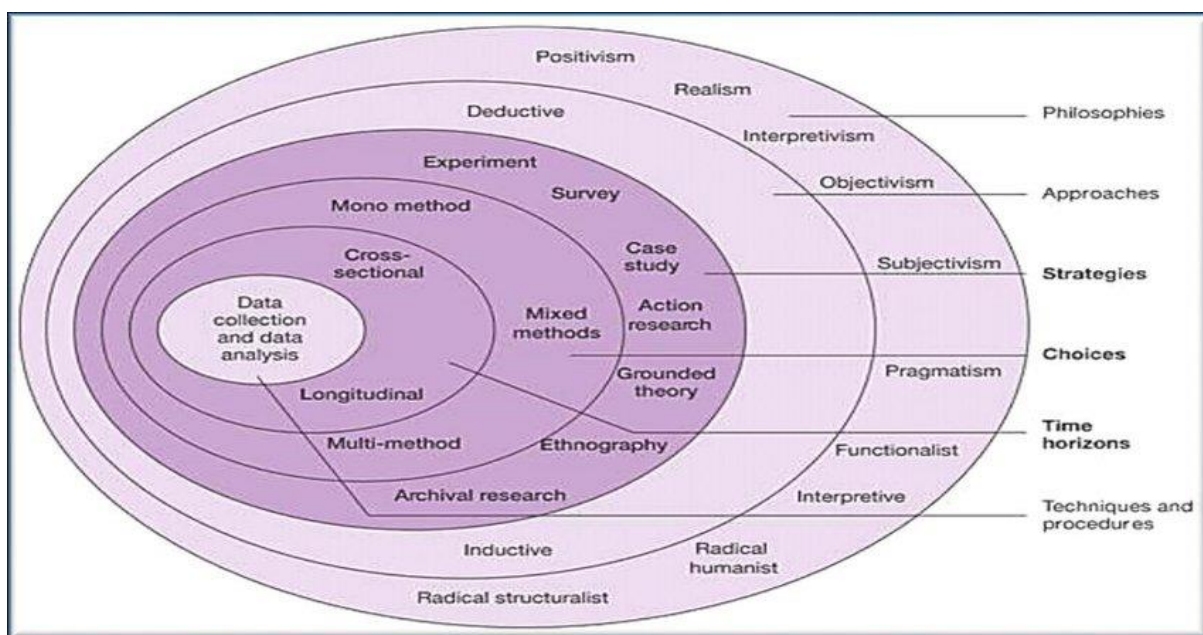 Positivism
Realism
Philosophies
Deductive
Interpretivism
Experiment
Objectivism
Approaches
Survey
Mono method
Case
study
Subjectivism
Strategies
Cross-
sectional
Data
collection
and data
analysis
Mixed
methods
Action
research
Choices
Grounded
theory
Pragmatism
Longitudinal
Time
horizons
Multi-method
Ethnography
Functionalist
Archival research
Interpretive
Techniques and
procedures
Inductive
Radical
humanist
Radical structuralist